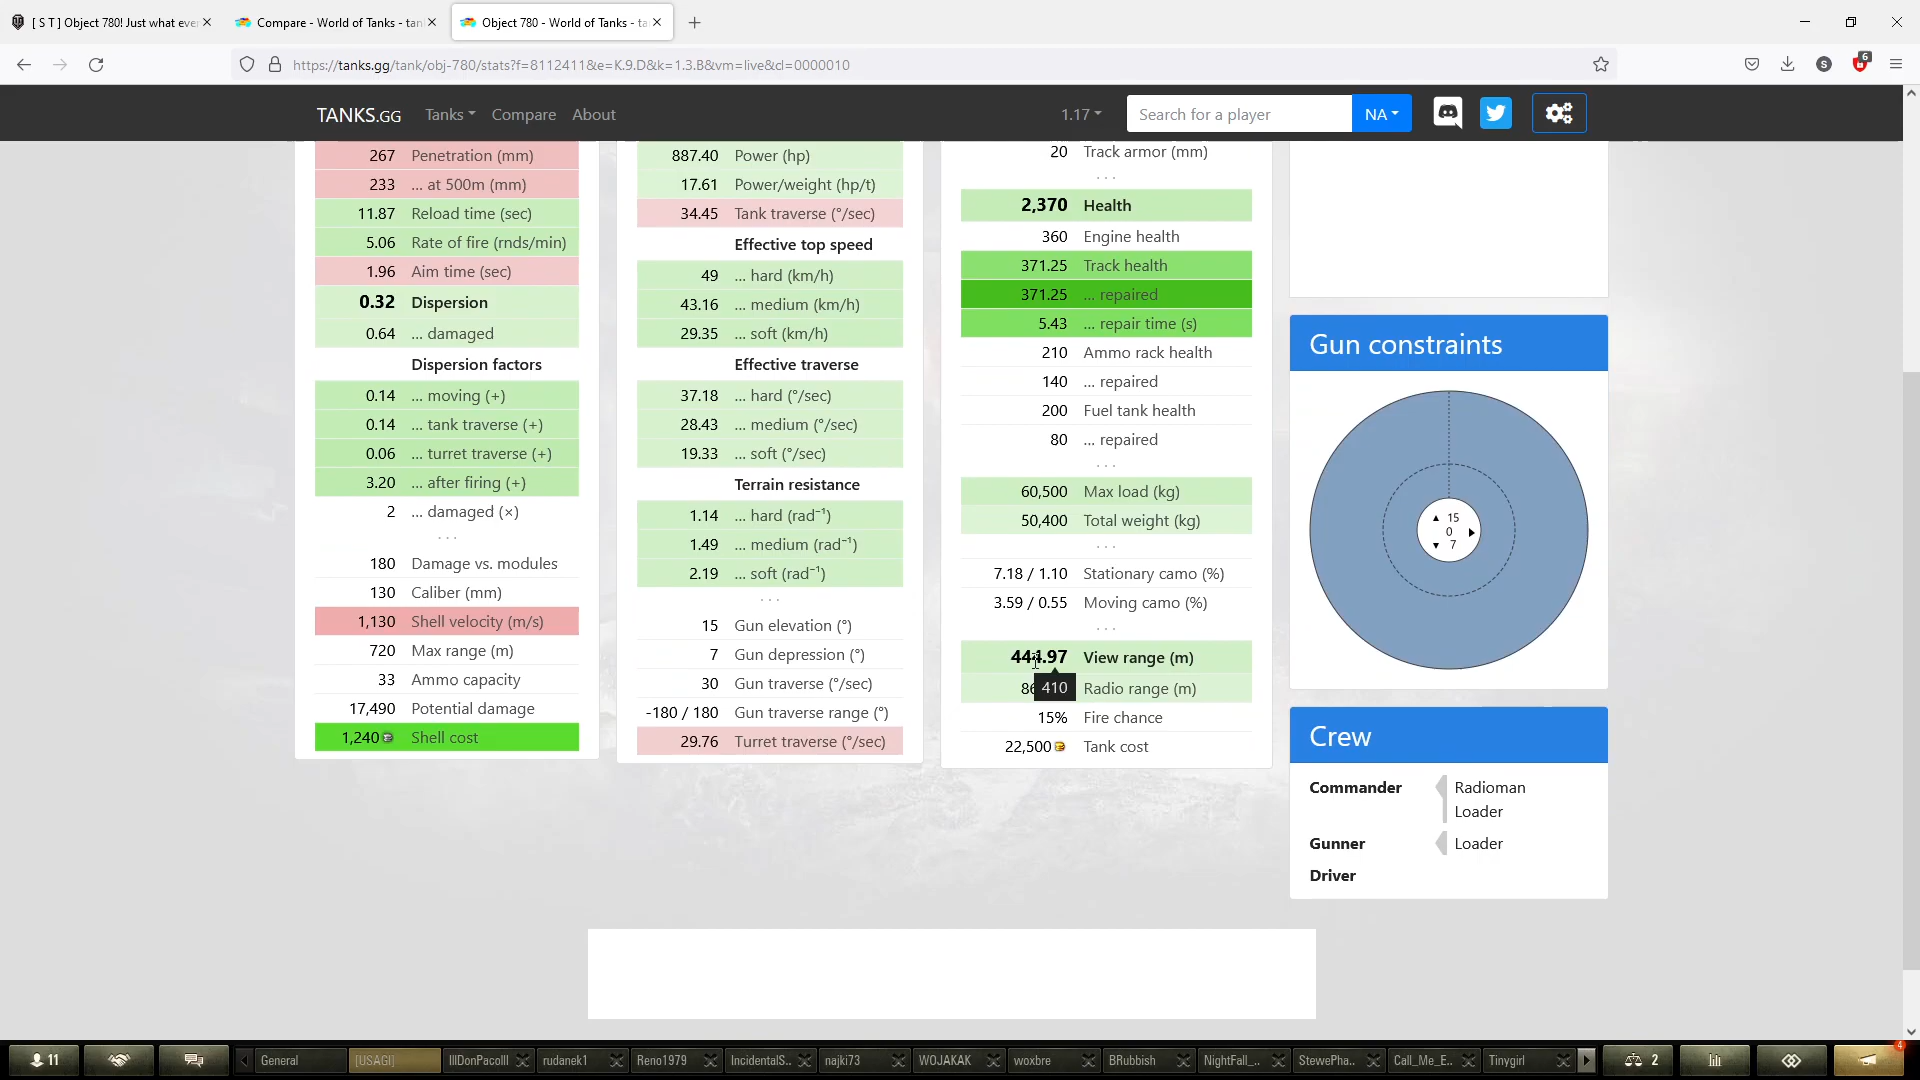 [ S T ] Object 780! Just what eve
Compare - World of Tanks - tan
Object 780 - World of Tanks - ta
https://tanks.gg/tank/obj-780/stats?f=8112411&e=K.9.D&k=1.3.B&vm=live&cl=0000010
S
6
TANKS.GG
Tanks
Compare
About
1.17
Search for a player
NA
267 Penetration (mm)
233 ... at 500m (mm)
11.87 Reload time (sec)
5.06 Rate of fire (rnds/min)
1.96 Aim time (sec)
0.32 Dispersion
0.64 ... damaged
Dispersion factors
0.14 ... moving (+)
0.14 ... tank traverse (+)
0.06 ... turret traverse (+)
3.20 ... after firing (+)
2 ... damaged (×)
...
180 Damage vs. modules
130 Caliber (mm)
1,130 Shell velocity (m/s)
720 Max range (m)
33 Ammo capacity
17,490 Potential damage
1,240 Shell cost
887.40 Power (hp)
17.61 Power/weight (hp/t)
34.45 Tank traverse (°/sec)
Effective top speed
49 ... hard (km/h)
43.16 ... medium (km/h)
29.35 ... soft (km/h)
Effective traverse
37.18 ... hard (°/sec)
28.43 ... medium (°/sec)
19.33 ... soft (°/sec)
Terrain resistance
1.14 ... hard (rad⁻¹)
1.49 ... medium (rad⁻¹)
2.19 ... soft (rad⁻¹)
...
15 Gun elevation (°)
7 Gun depression (°)
30 Gun traverse (°/sec)
-180 / 180 Gun traverse range (°)
29.76 Turret traverse (°/sec)
20 Track armor (mm)
...
2,370 Health
360 Engine health
371.25 Track health
371.25 ... repaired
5.43 ... repair time (s)
210 Ammo rack health
140 ... repaired
200 Fuel tank health
80 ... repaired
...
60,500 Max load (kg)
50,400 Total weight (kg)
...
7.18 / 1.10 Stationary camo (%)
3.59 / 0.55 Moving camo (%)
...
View range (m)
410
Radio range (m)
15% Fire chance
22,500 Tank cost
Gun constraints
15
0
7
Crew
Commander Radioman
Loader
Gunner Loader
Driver
11
General
[USAGI]
IllDonPacolll
rudanek1
Reno1979
IncidentalS..
najki73
WOJAKAK
woxbre
BRubbish
NightFall_..
StewePha..
Call_Me_E..
Tinygirl
2
4